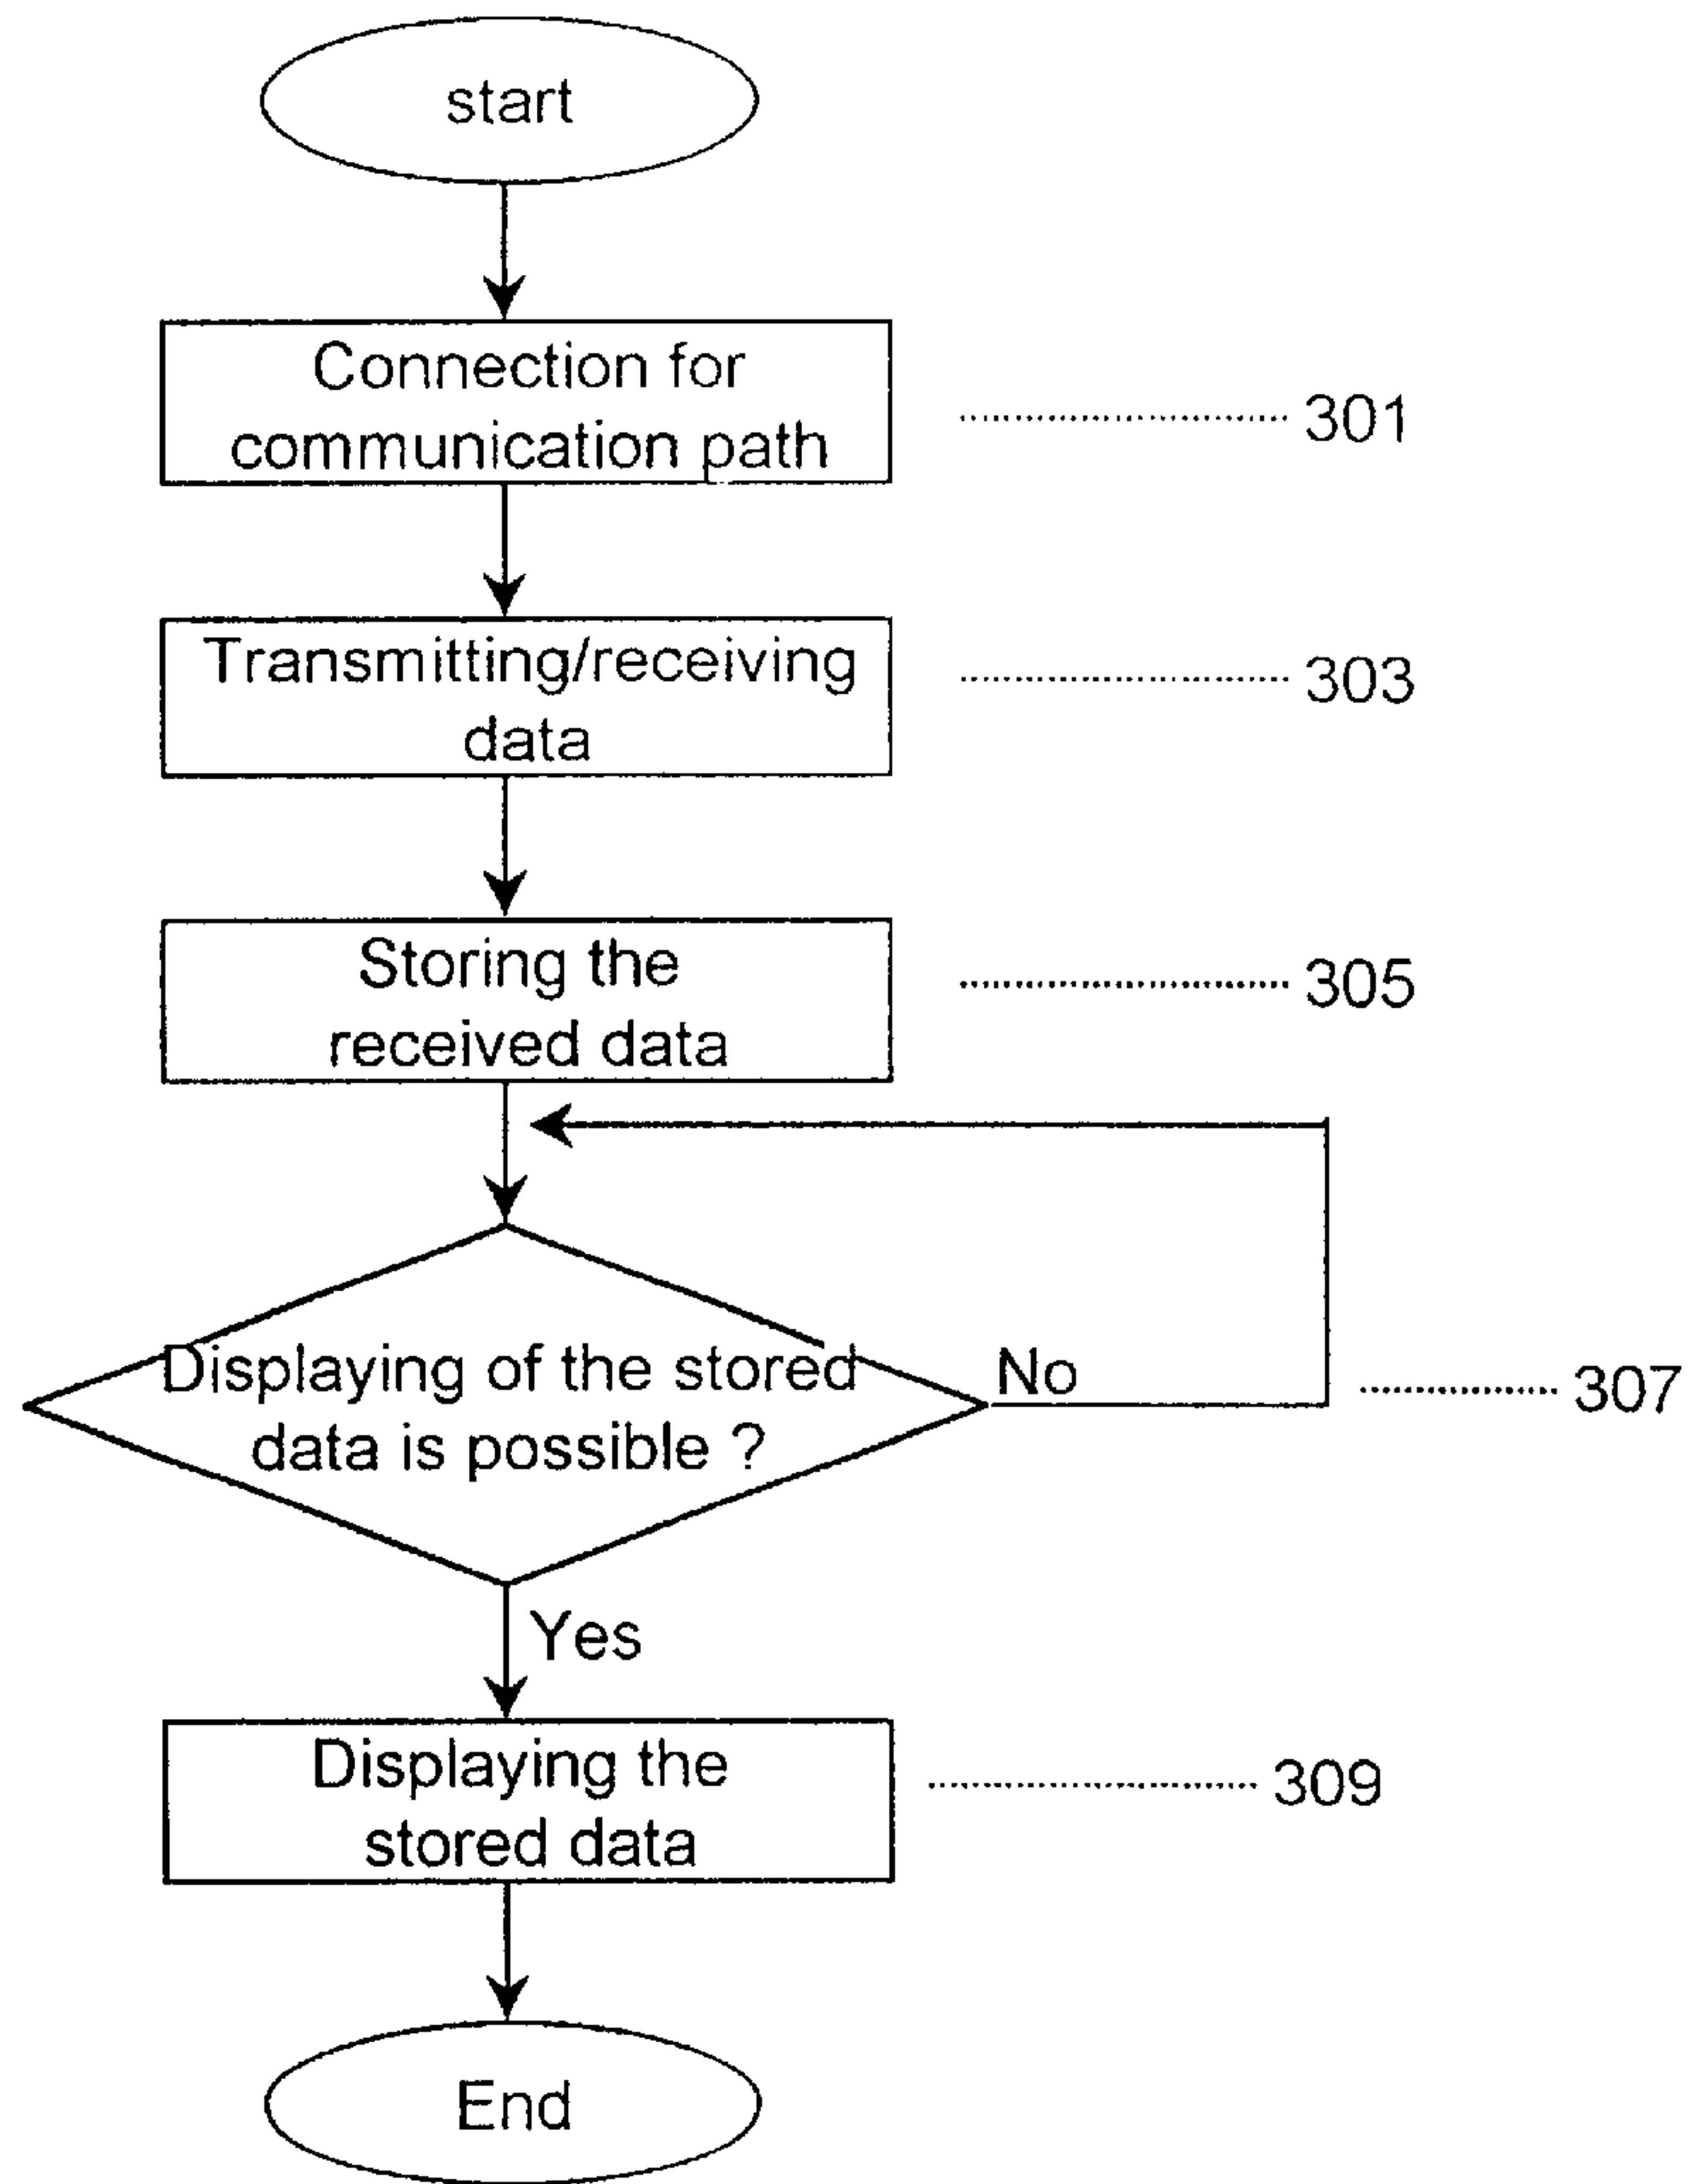 start
Connection for
communication path
301
Transmitting/receiving
data
303
Storing the
received data
305
Displaying of the stored
data is possible ?
No
307
Yes
Displaying the
stored data
309
End